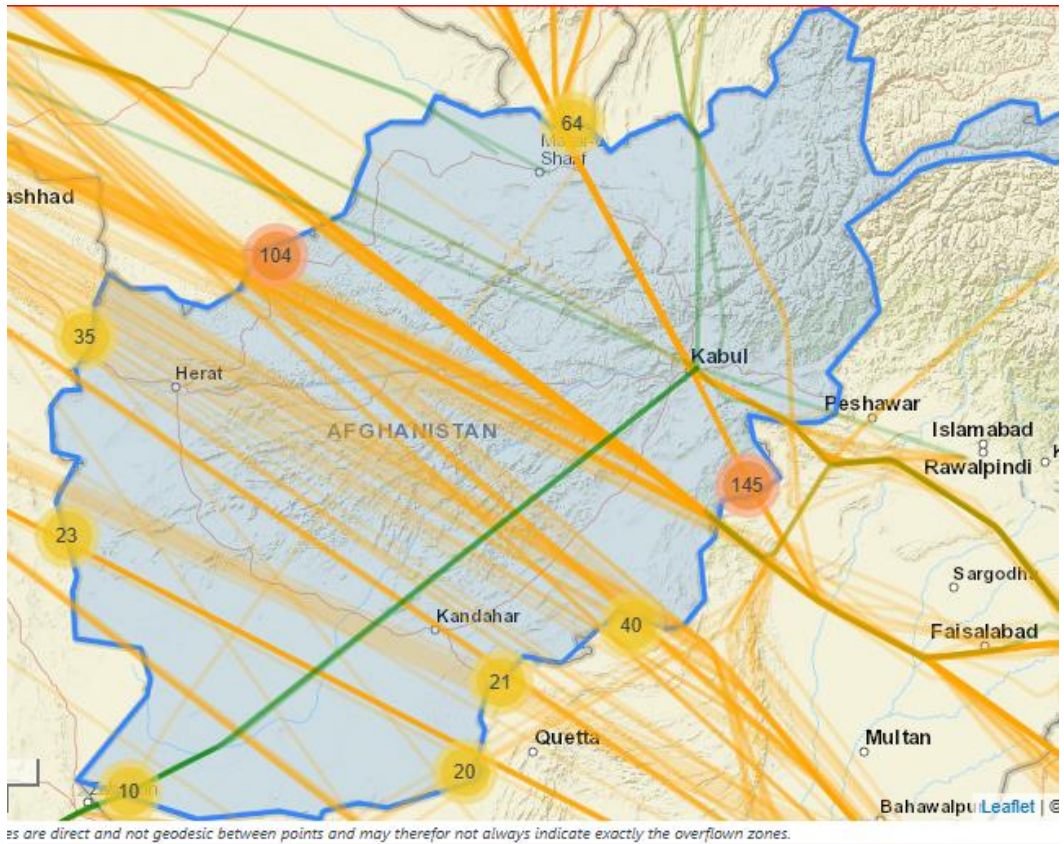 64
Shaif
ashhad
104
35
Kabul
Herat
Peshawar
AFGHANISTAN
Islamabad
K
Rawalpindi
145
23
Sargodh
Kandahar
40
Faisalabad
21
Quetta
Multan
20
10
Bahawalpu
Leaflet | ©
es are direct and not geodesic between points and may therefor not always indicate exactly the overflown zones.